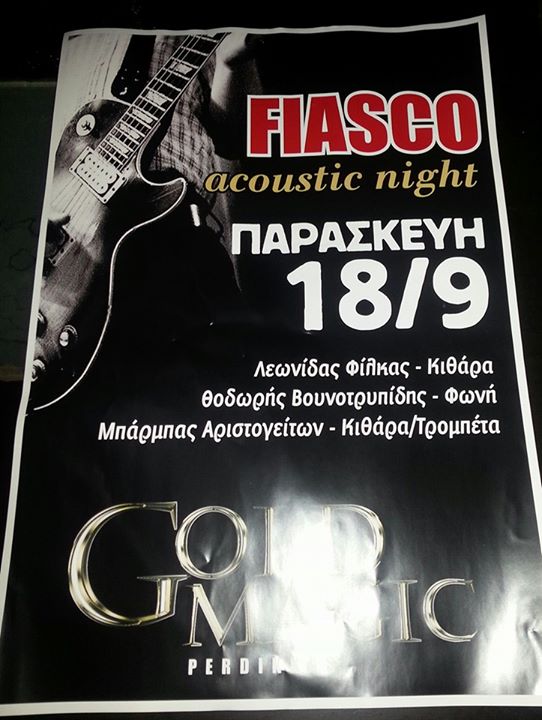 FIASCO
acoustic night
ΠΑΡΑΣΚΕΥΗ
18/9
Λεωνίδας Φίλκας - Κιθάρα
Θοδωρής Βουνοτρυπίδης - Φωνή
Μπάρμπας Αριστογείτων - Κιθάρα/Τρομπέτα
GOLD
MAGIC